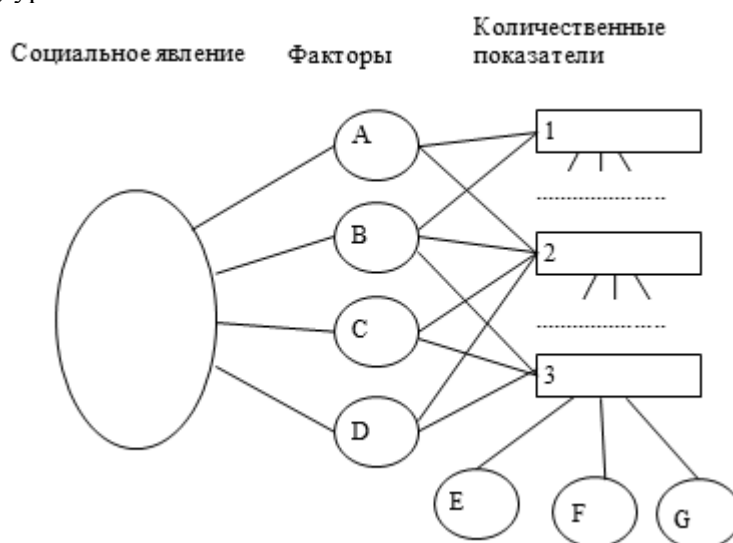 Социальное явление
Факторы
Количественные
показатели
A
B
C
D
1
2
3
E
F
G